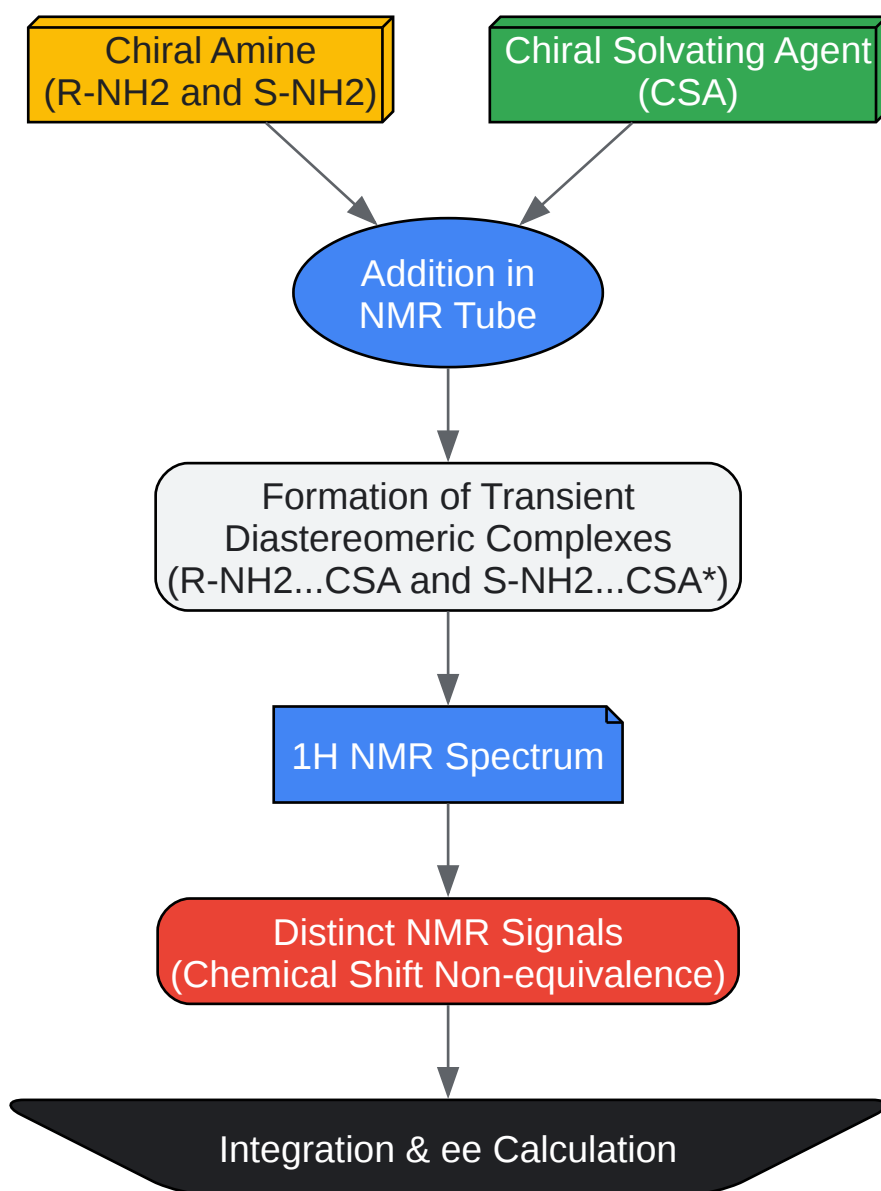 Chiral Amine
(R-NH2 and S-NH2)
Chiral Solvating Agent
(CSA)
Addition in
NMR Tube
Formation of Transient
Diastereomeric Complexes
(R-NH2...CSA and S-NH2...CSA*)
1H NMR Spectrum
Distinct NMR Signals
(Chemical Shift Non-equivalence)
Integration & ee Calculation